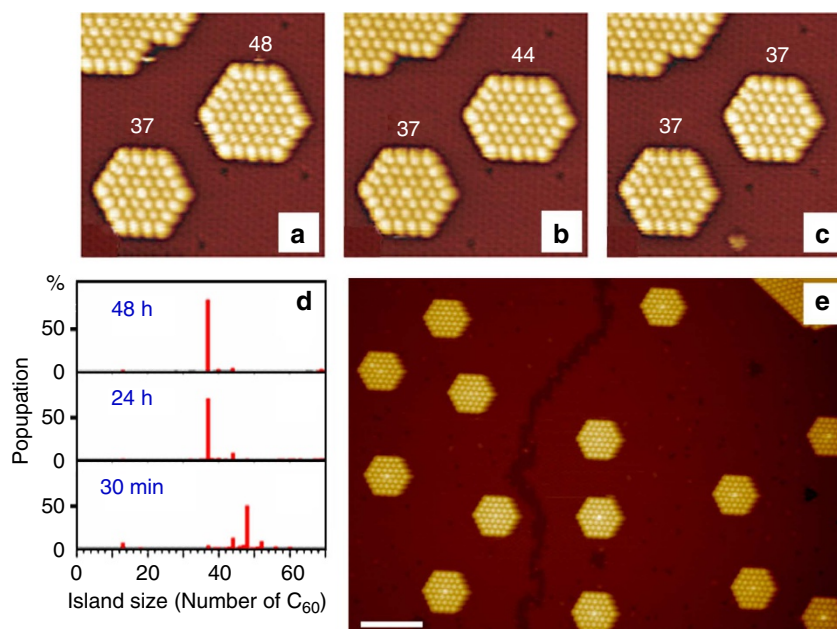 48
37
a
44
37
b
37
37
c
%
d
48 h
50
0
24 h
50
0
30 min
50
0
Popupation
0 20 40 60
Island size (Number of C₆₀)
e